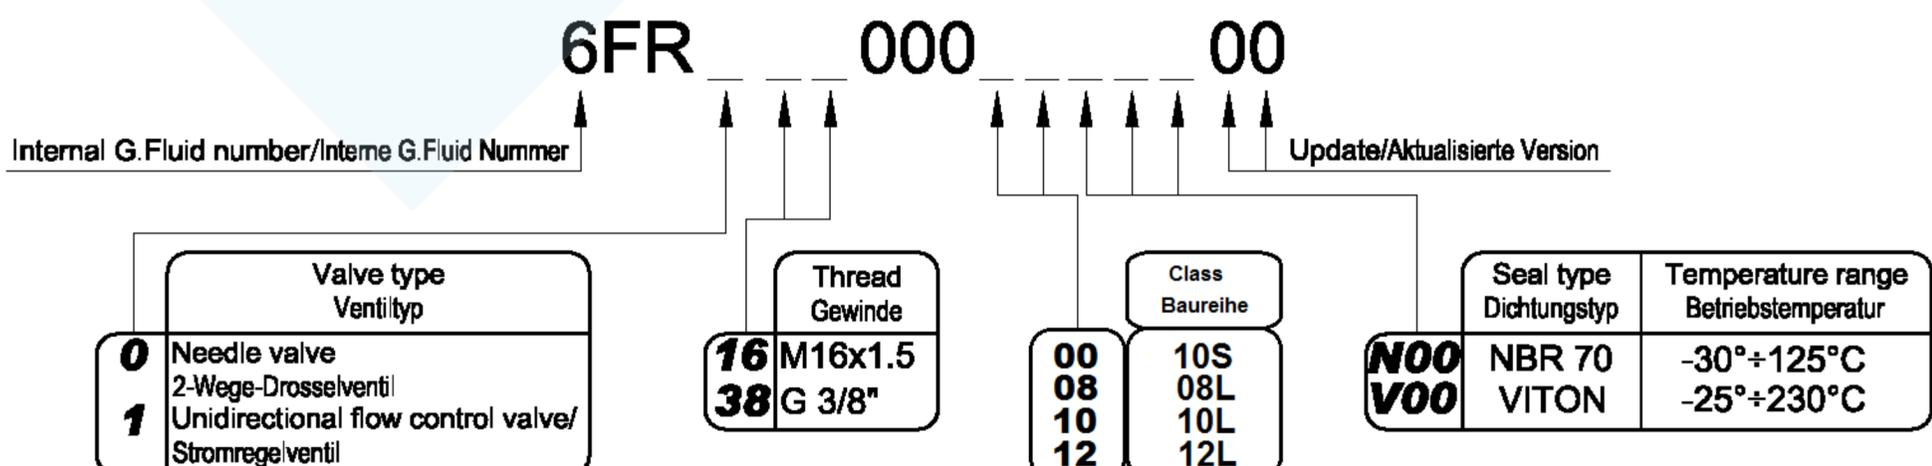 6FR _ _ _ 000 _ _ _ _ _ 00
Internal G.Fluid number/Interne G.Fluid Nummer
Update/Aktualisierte Version
Valve type
Ventiltyp
0 Needle valve
2-Wege-Drosselventil
1 Unidirectional flow control valve/
Stromregelventil
Thread
Gewinde
16 M16x1.5
38 G 3/8"
Class
Baureihe
00 10S
08 08L
10 10L
12 12L
Seal type Temperature range
Dichtungstyp Betriebstemperatur
N00 NBR 70 -30°÷125°C
V00 VITON -25°÷230°C